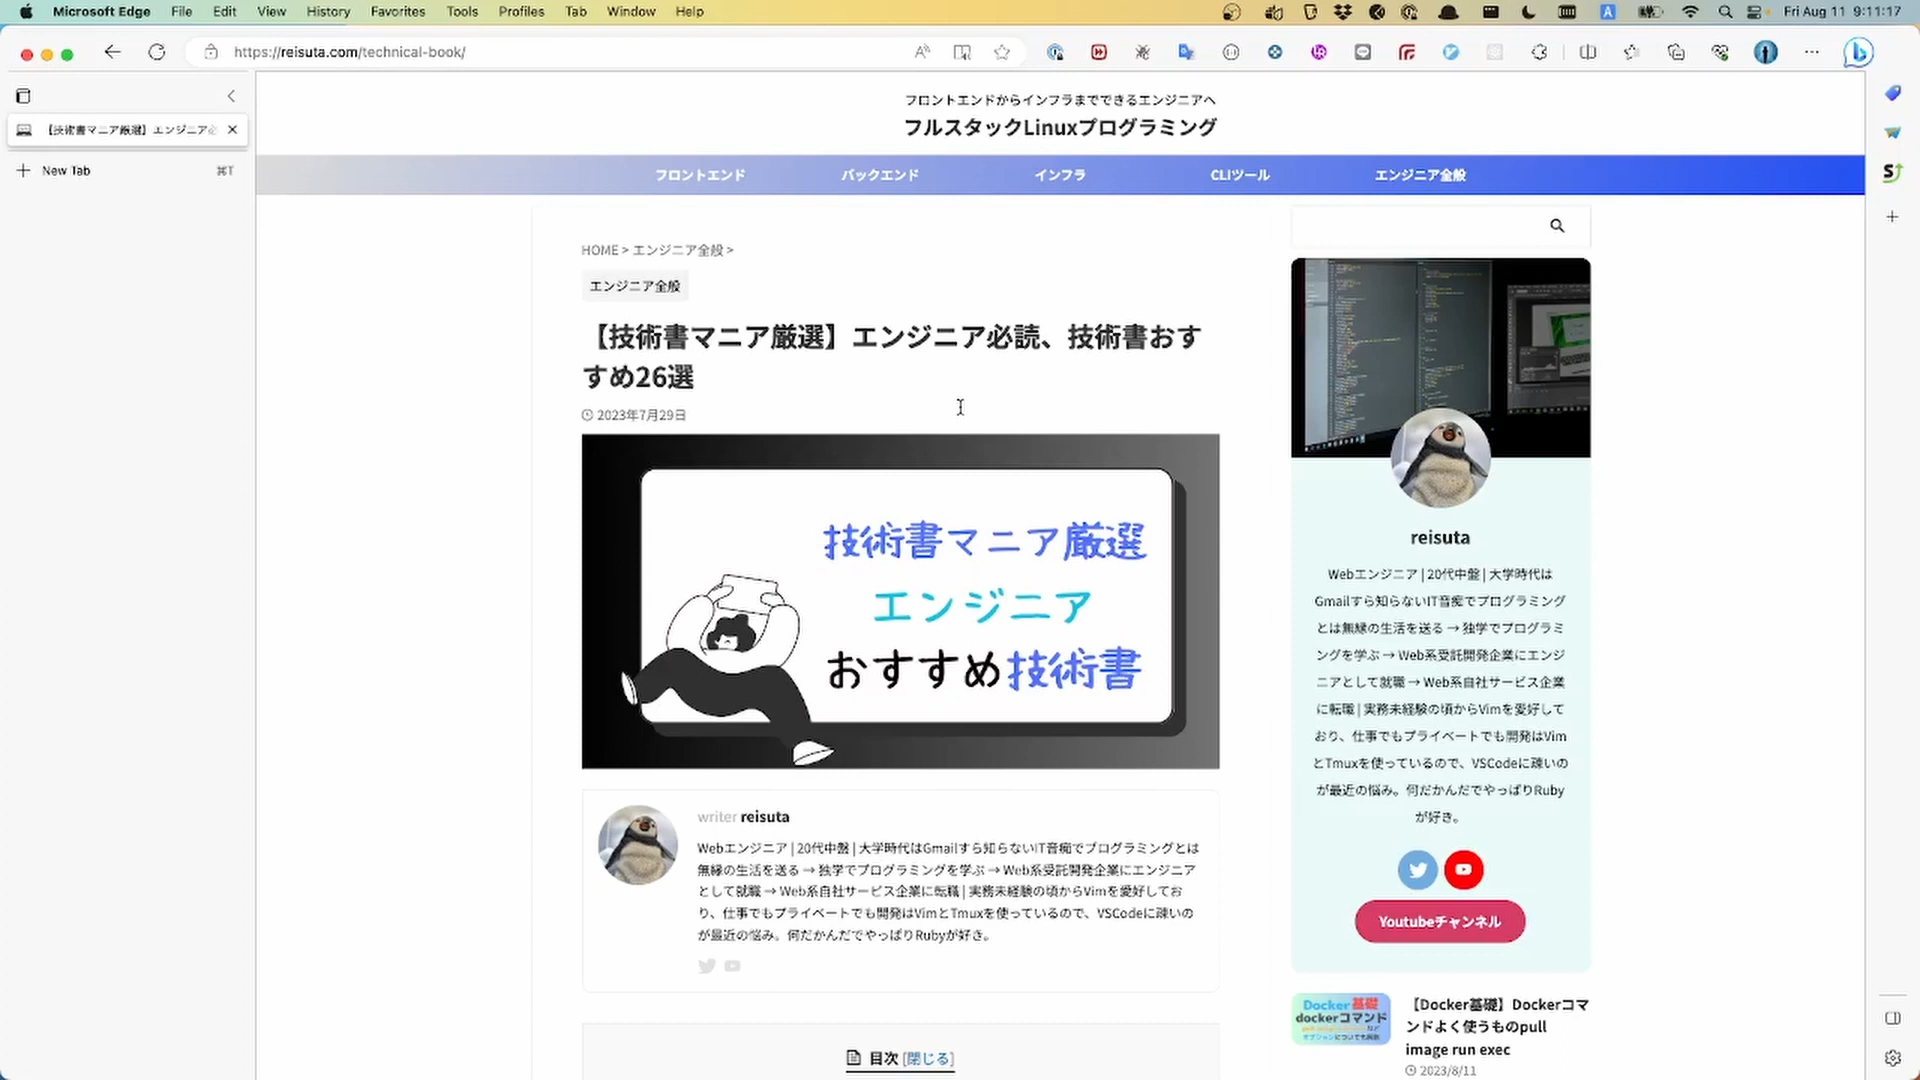 Microsoft Edge File Edit View History Favorites Tools Profiles Tab Window Help
A Fri Aug 11 9:11:17
https://reisuta.com/technical-book/
【技術書マニア厳選】エンジニア必
New Tab ⌘T
フロントエンドからインフラまでできるエンジニアへ
フルスタックLinuxプログラミング
フロントエンド バックエンド インフラ CLIツール エンジニア全般
HOME > エンジニア全般 >
エンジニア全般
【技術書マニア厳選】エンジニア必読、技術書おす
すめ26選
2023年7月29日
技術書マニア厳選
エンジニア
おすすめ技術書
writer reisuta
Webエンジニア | 20代中盤 | 大学時代はGmailすら知らないIT音痴でプログラミングとは
無縁の生活を送る → 独学でプログラミングを学ぶ → Web系受託開発企業にエンジニア
として就職 → Web系自社サービス企業に転職 | 実務未経験の頃からVimを愛好してお
り、仕事でもプライベートでも開発はVimとTmuxを使っているので、VSCodeに疎いの
が最近の悩み。何だかんだでやっぱりRubyが好き。
目次 [閉じる]
reisuta
Webエンジニア | 20代中盤 | 大学時代は
Gmailすら知らないIT音痴でプログラミング
とは無縁の生活を送る → 独学でプログラミ
ングを学ぶ → Web系受託開発企業にエンジ
ニアとして就職 → Web系自社サービス企業
に転職 | 実務未経験の頃からVimを愛好して
おり、仕事でもプライベートでも開発はVim
とTmuxを使っているので、VSCodeに疎いの
が最近の悩み。何だかんだでやっぱりRuby
が好き。
Youtubeチャンネル
Docker基礎
dockerコマンド
オプションについても解説
【Docker基礎】Dockerコマ
ンドよく使うものpull
image run exec
2023/8/11